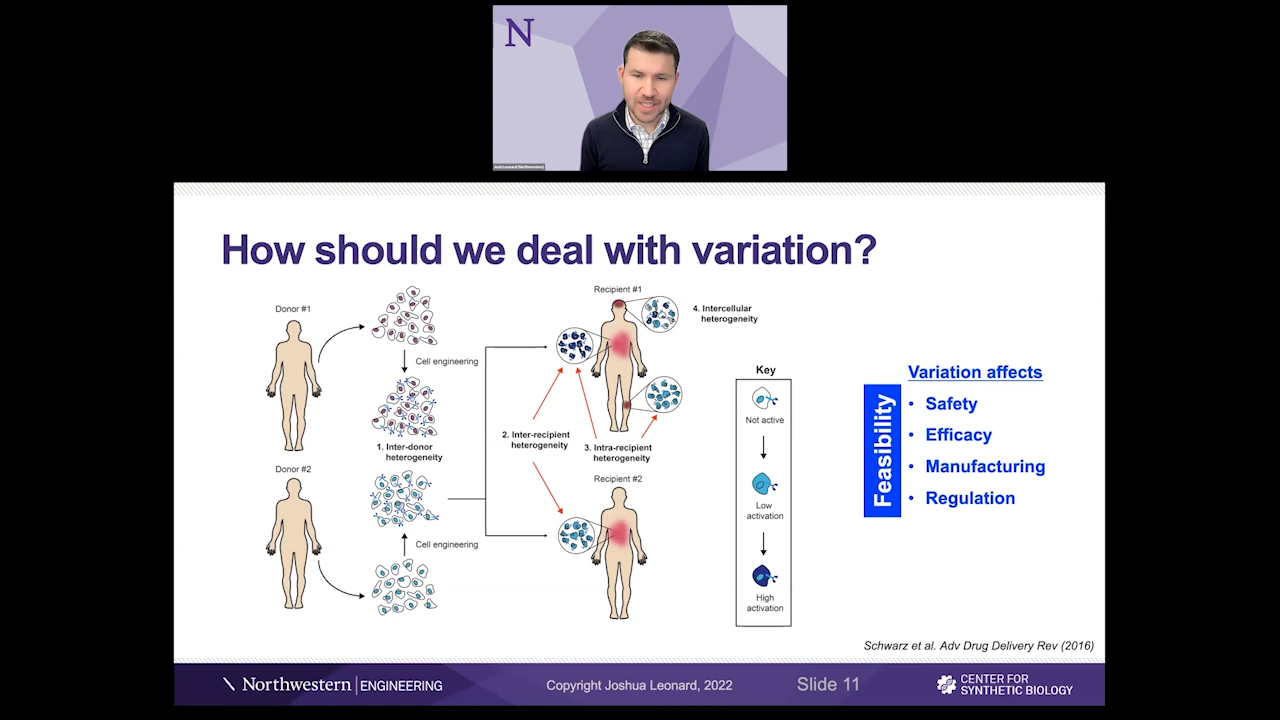 N
Josh Leonard (Northwestern)
How should we deal with variation?
Donor #1
Cell engineering
1. Inter-donor
heterogeneity
Donor #2
Cell engineering
Recipient #1
4. Intercellular
heterogeneity
2. Inter-recipient
heterogeneity
3. Intra-recipient
heterogeneity
Recipient #2
Key
Not active
Low
activation
High
activation
Feasibility
Variation affects
• Safety
• Efficacy
• Manufacturing
• Regulation
Schwarz et al. Adv Drug Delivery Rev (2016)
Northwestern | ENGINEERING
Copyright Joshua Leonard, 2022
Slide 11
CENTER FOR
SYNTHETIC BIOLOGY